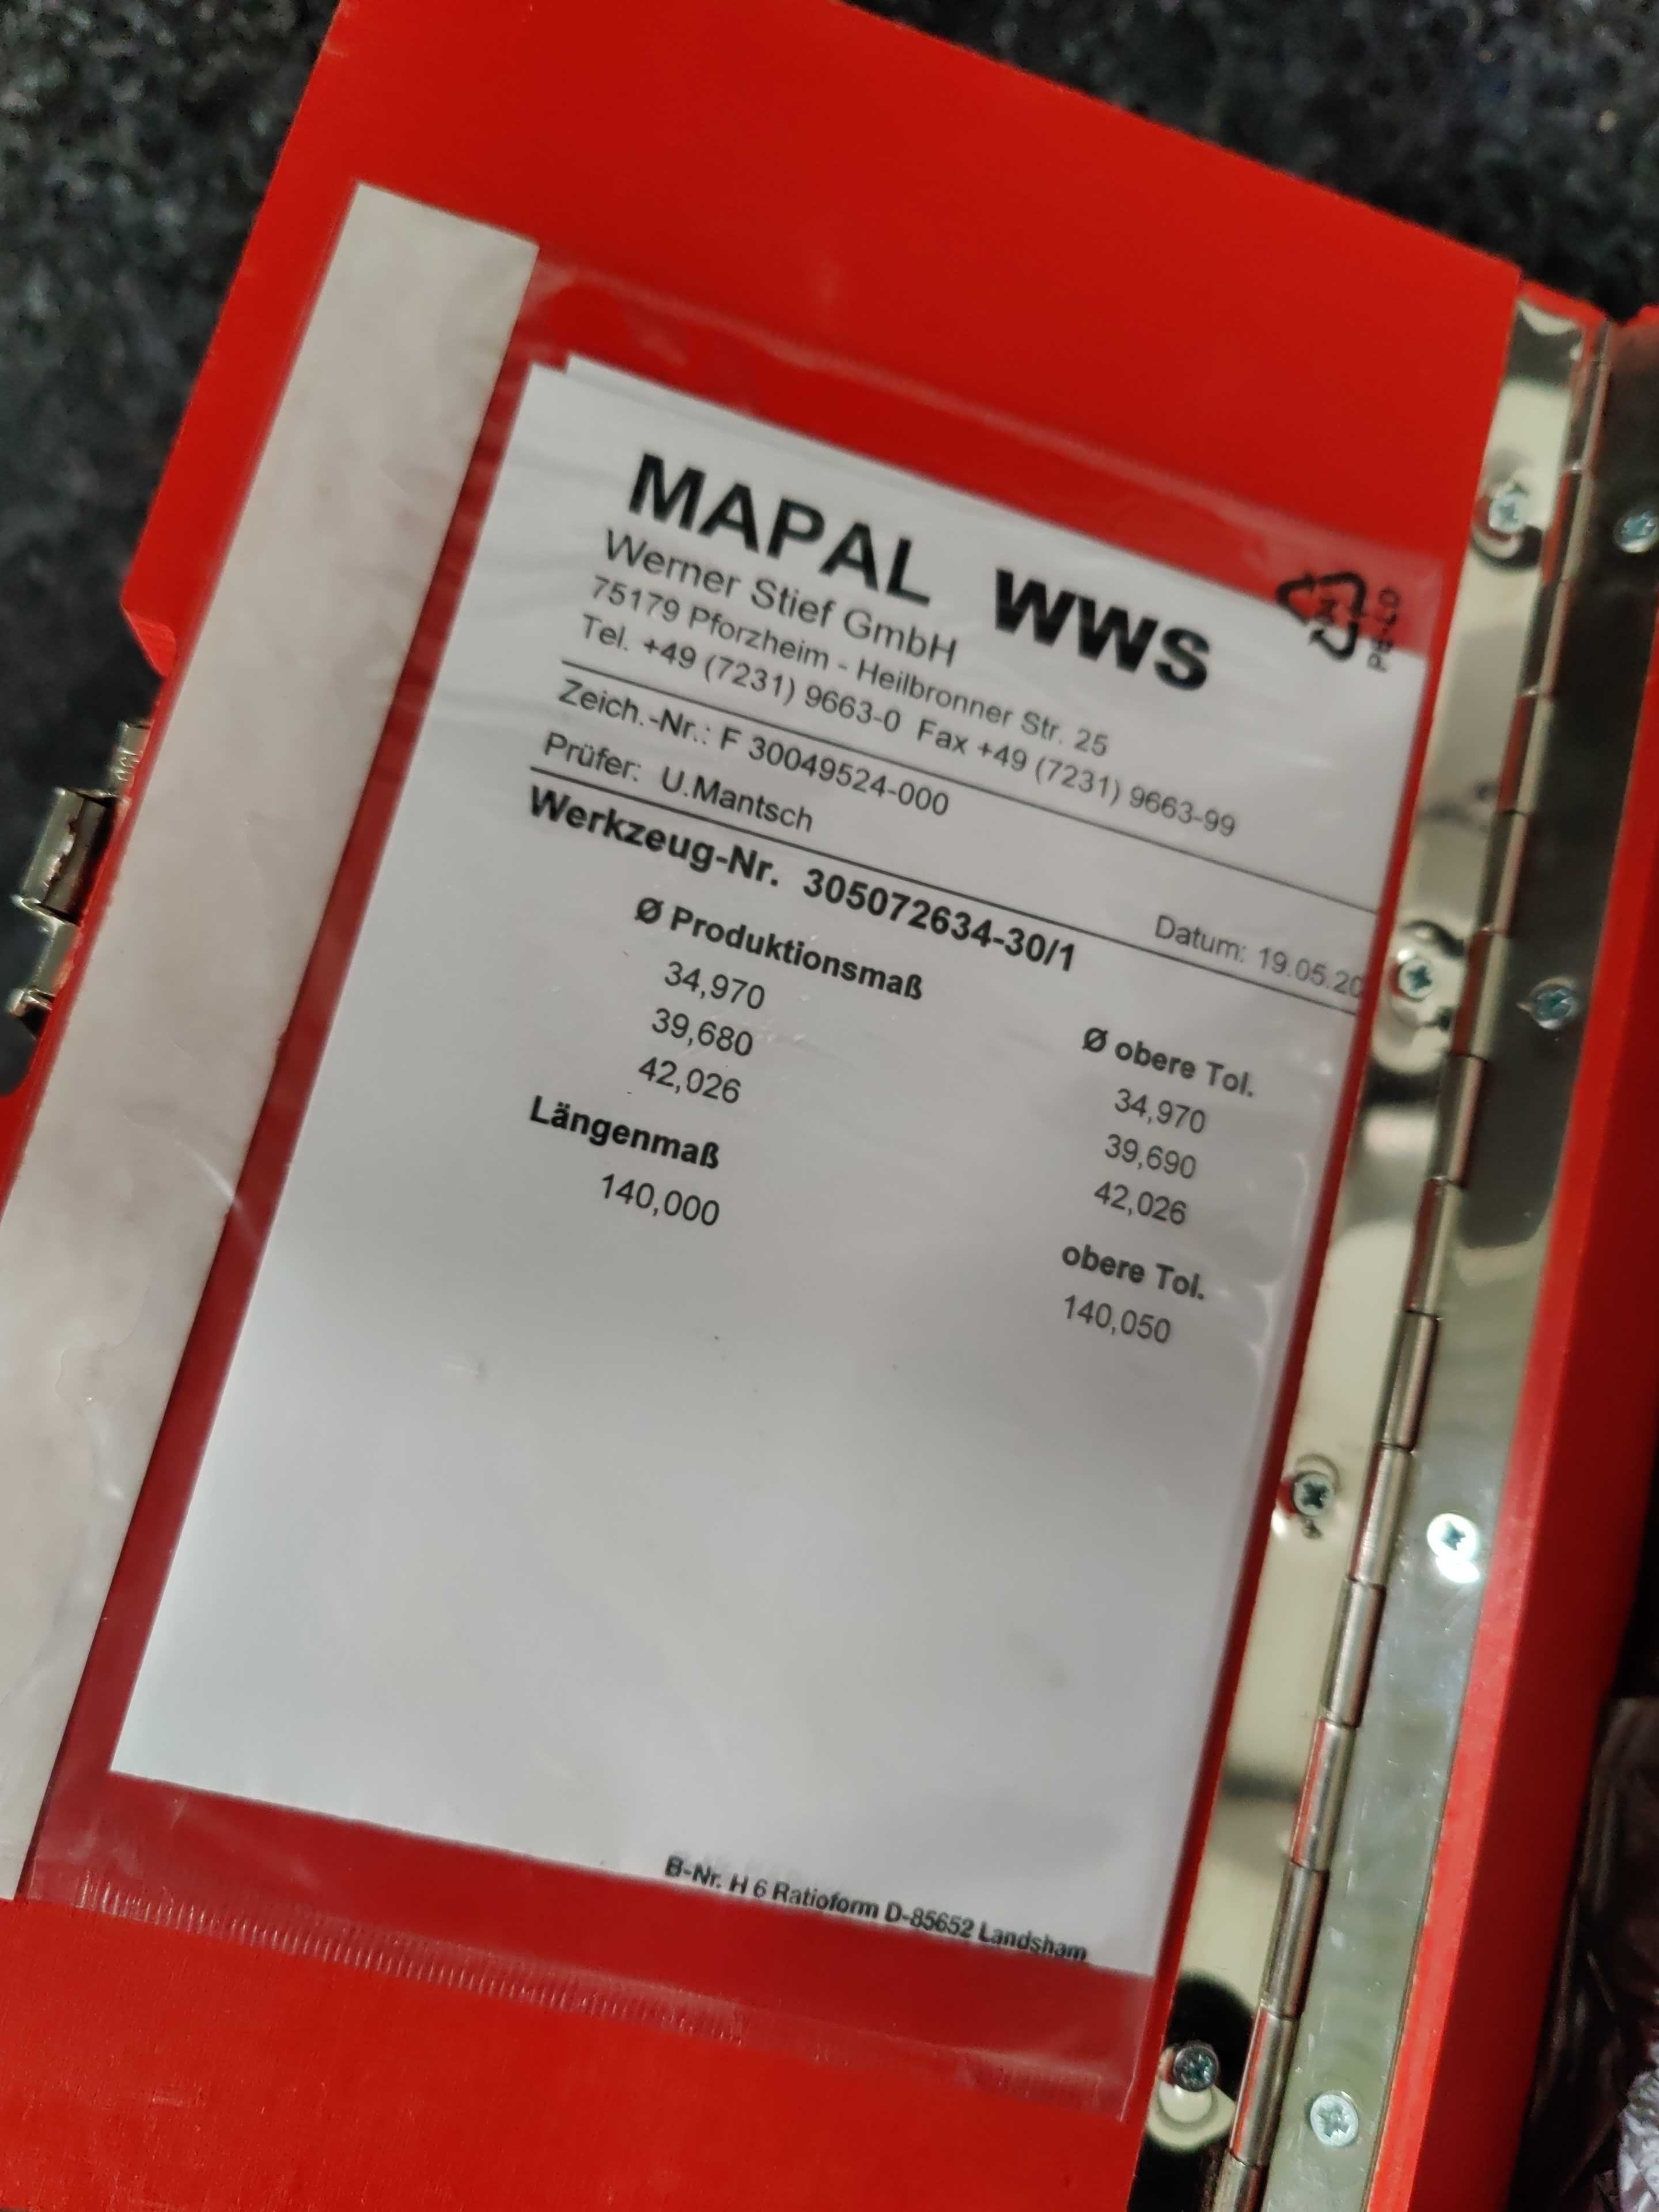 MAPAL WWS
Werner Stief GmbH
75179 Pforzheim - Heilbronner Str. 25
Tel. +49 (7231) 9663-0 Fax +49 (7231) 9663-99
Zeich.-Nr.: F 30049524-000
Prüfer: U.Mantsch Datum: 19.05.20
Werkzeug-Nr. 305072634-30/1
Ø Produktionsmaß Ø obere Tol.
34,970 34,970
39,680 39,690
42,026 42,026
Längenmaß obere Tol.
140,000 140,050
B-Nr. H 6 Ratioform D-85652 Landsham
04
PE-LD